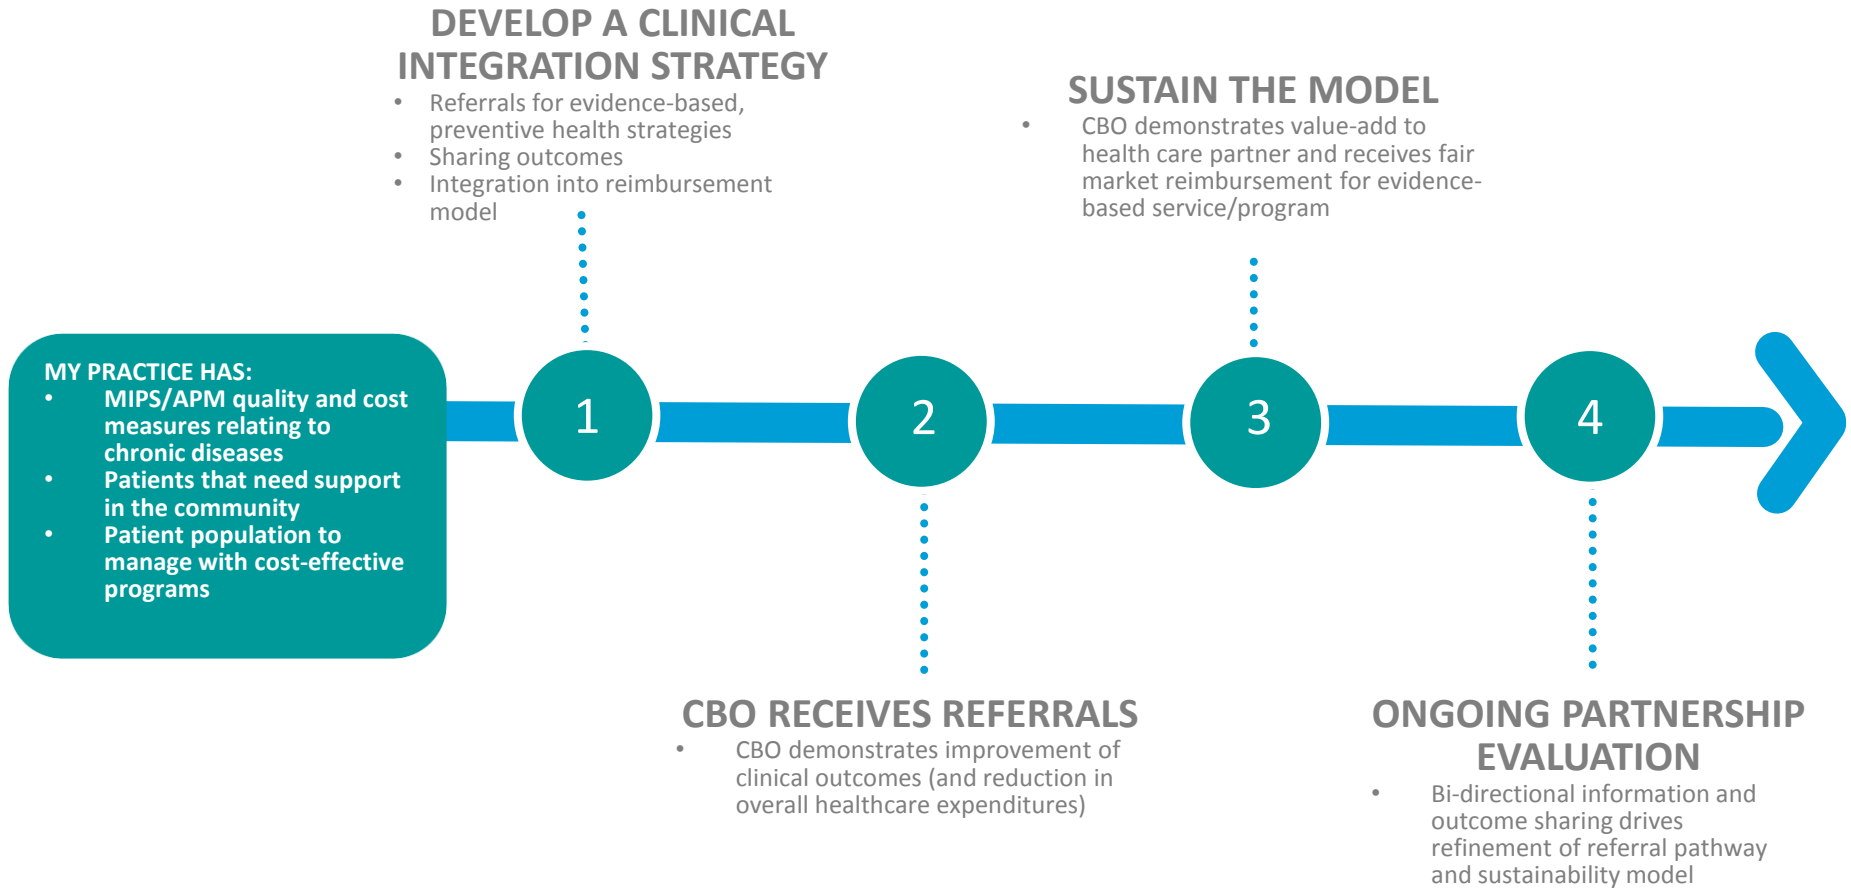 DEVELOP A CLINICAL
INTEGRATION STRATEGY
• Referrals for evidence-based,
preventive health strategies
• Sharing outcomes
• Integration into reimbursement
model
SUSTAIN THE MODEL
• CBO demonstrates value-add to
health care partner and receives fair
market reimbursement for evidence-
based service/program
MY PRACTICE HAS:
• MIPS/APM quality and cost
measures relating to
chronic diseases
• Patients that need support
in the community
• Patient population to
manage with cost-effective
programs
1
2
3
4
CBO RECEIVES REFERRALS
• CBO demonstrates improvement of
clinical outcomes (and reduction in
overall healthcare expenditures)
ONGOING PARTNERSHIP
EVALUATION
• Bi-directional information and
outcome sharing drives
refinement of referral pathway
and sustainability model